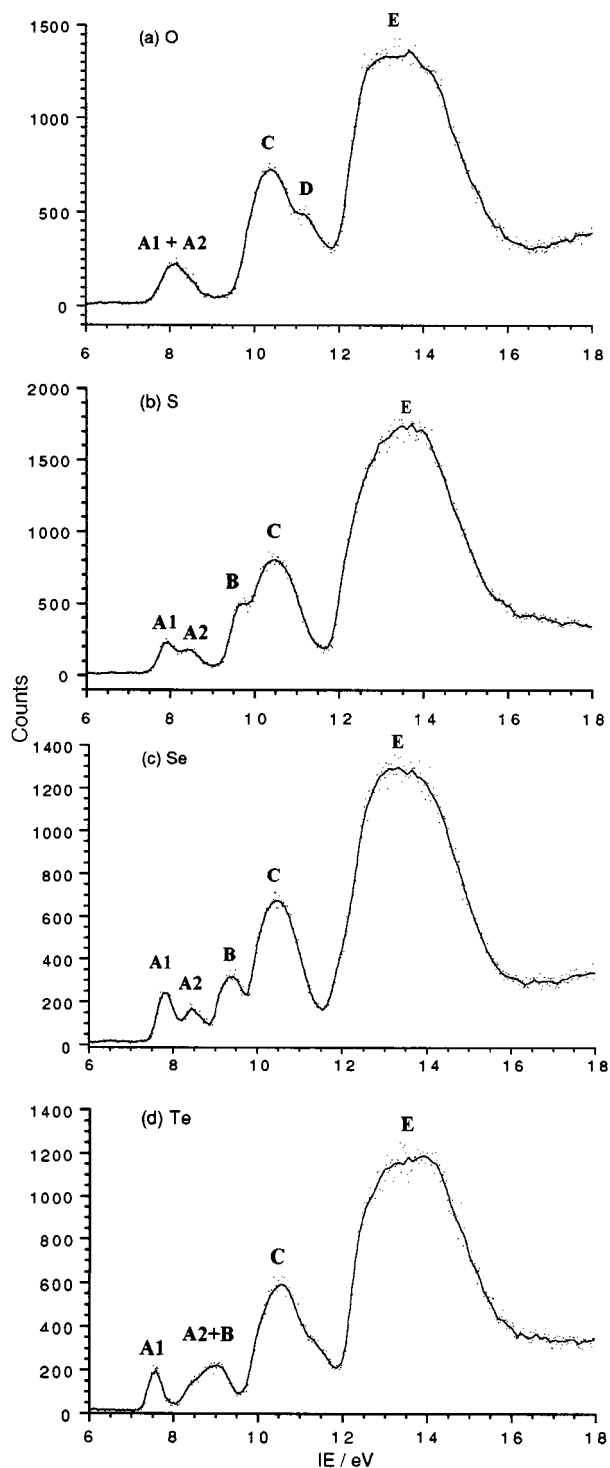 (a) O
E
1500
1000
500
0
C
D
A1 + A2
6 8 10 12 14 16 18
(b) S
E
2000
1500
1000
500
0
C
B
A1
A2
6 8 10 12 14 16 18
Counts
(c) Se
E
1400
1200
1000
800
600
400
200
0
C
B
A1
A2
6 8 10 12 14 16 18
(d) Te
E
1400
1200
1000
800
600
400
200
0
C
A1
A2+B
6 8 10 12 14 16 18
IE / eV